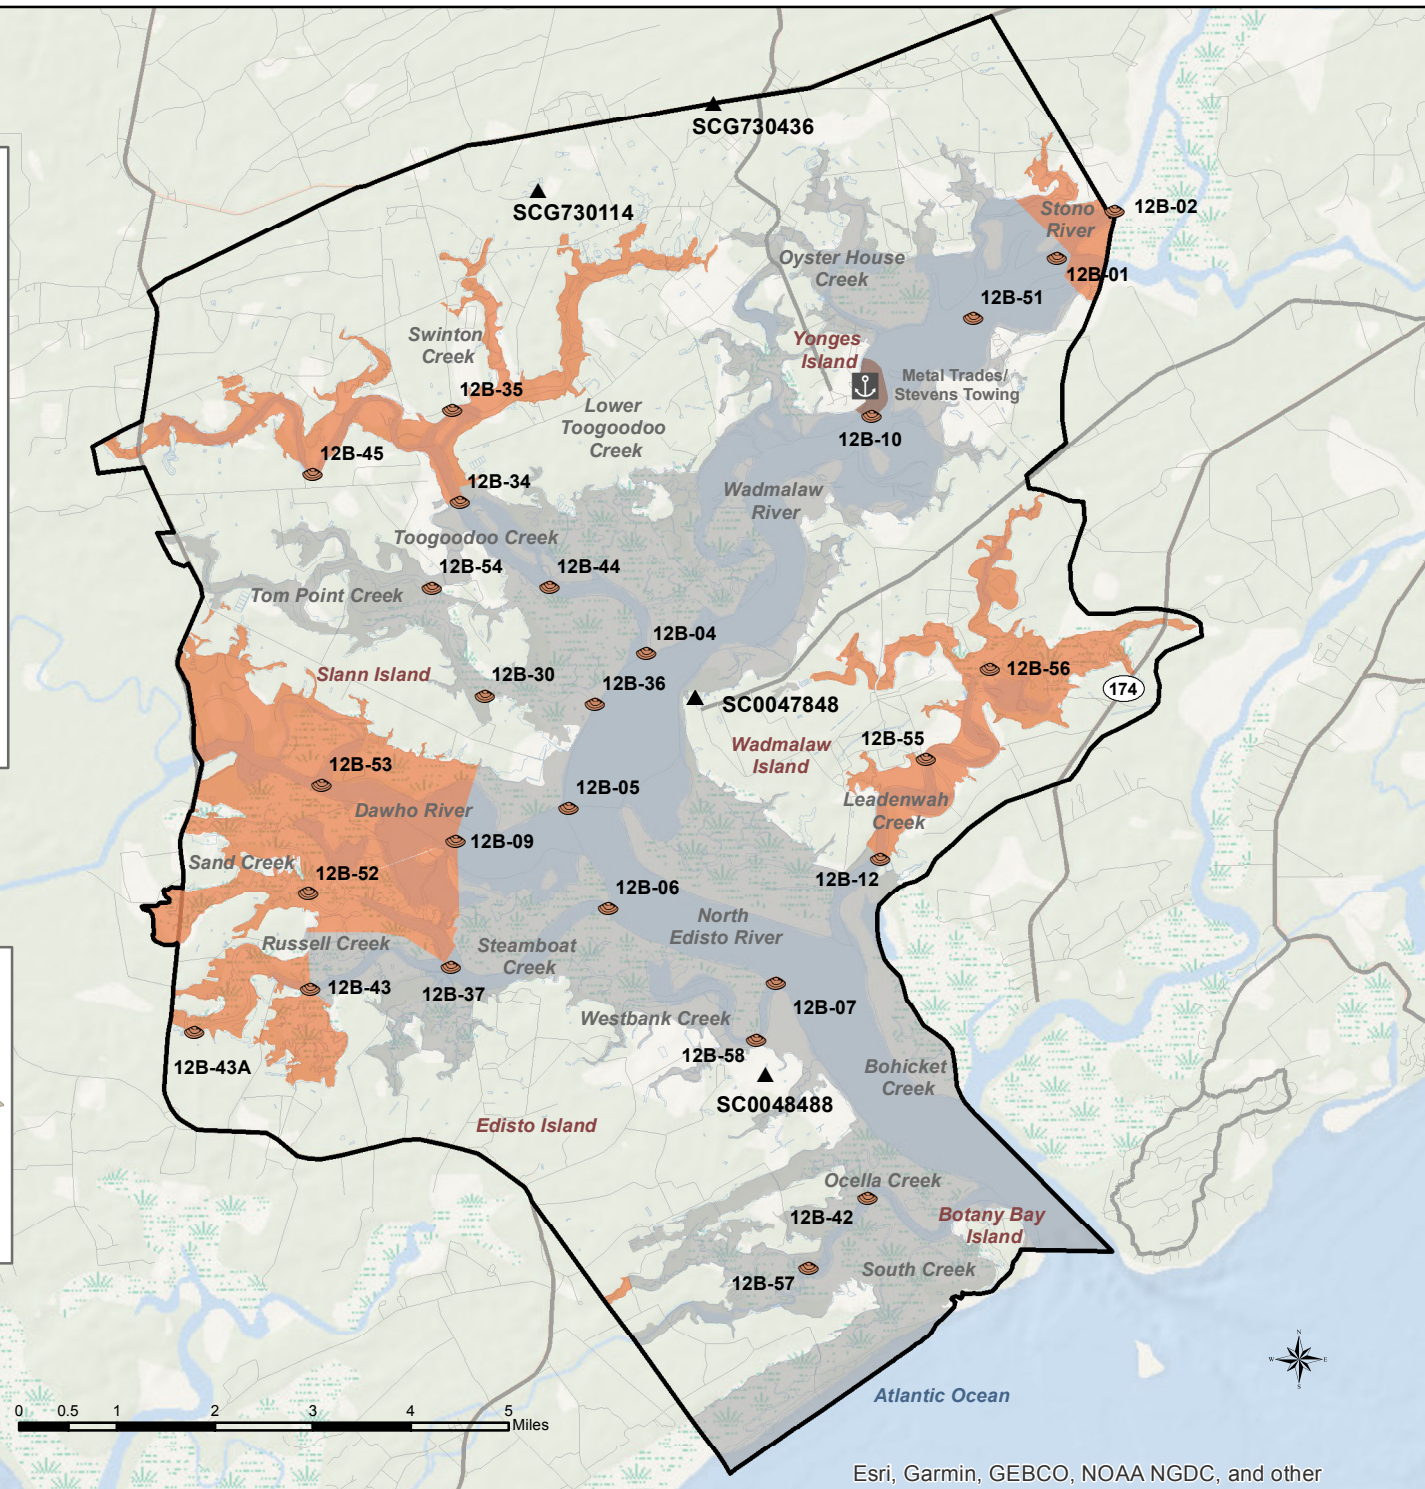 SCG730436
SCG730114
12B-02
Stono
River
12B-01
Oyster House
Creek
12B-51
Swinton
Creek
Yonges
Island
Metal Trades/
Stevens Towing
12B-35
Lower
Toogoodoo
Creek
12B-10
12B-45
12B-34
Wadmalaw
River
Toogoodoo Creek
12B-54
12B-44
Tom Point Creek
12B-04
12B-56
Slann Island
12B-30
12B-36
174
SC0047848
Wadmalaw
Island
12B-55
12B-53
12B-05
Dawho River
Leadenwah
Creek
12B-09
Sand Creek
12B-52
12B-12
12B-06
North
Edisto River
Russell Creek
Steamboat
Creek
12B-43
12B-37
12B-07
Westbank Creek
12B-58
12B-43A
Bohicket
Creek
SC0048488
Edisto Island
Ocella Creek
12B-42
Botany Bay
Island
12B-57
South Creek
N
W
E
S
Atlantic Ocean
0 0.5 1 2 3 4 5
Miles
Esri, Garmin, GEBCO, NOAA NGDC, and other